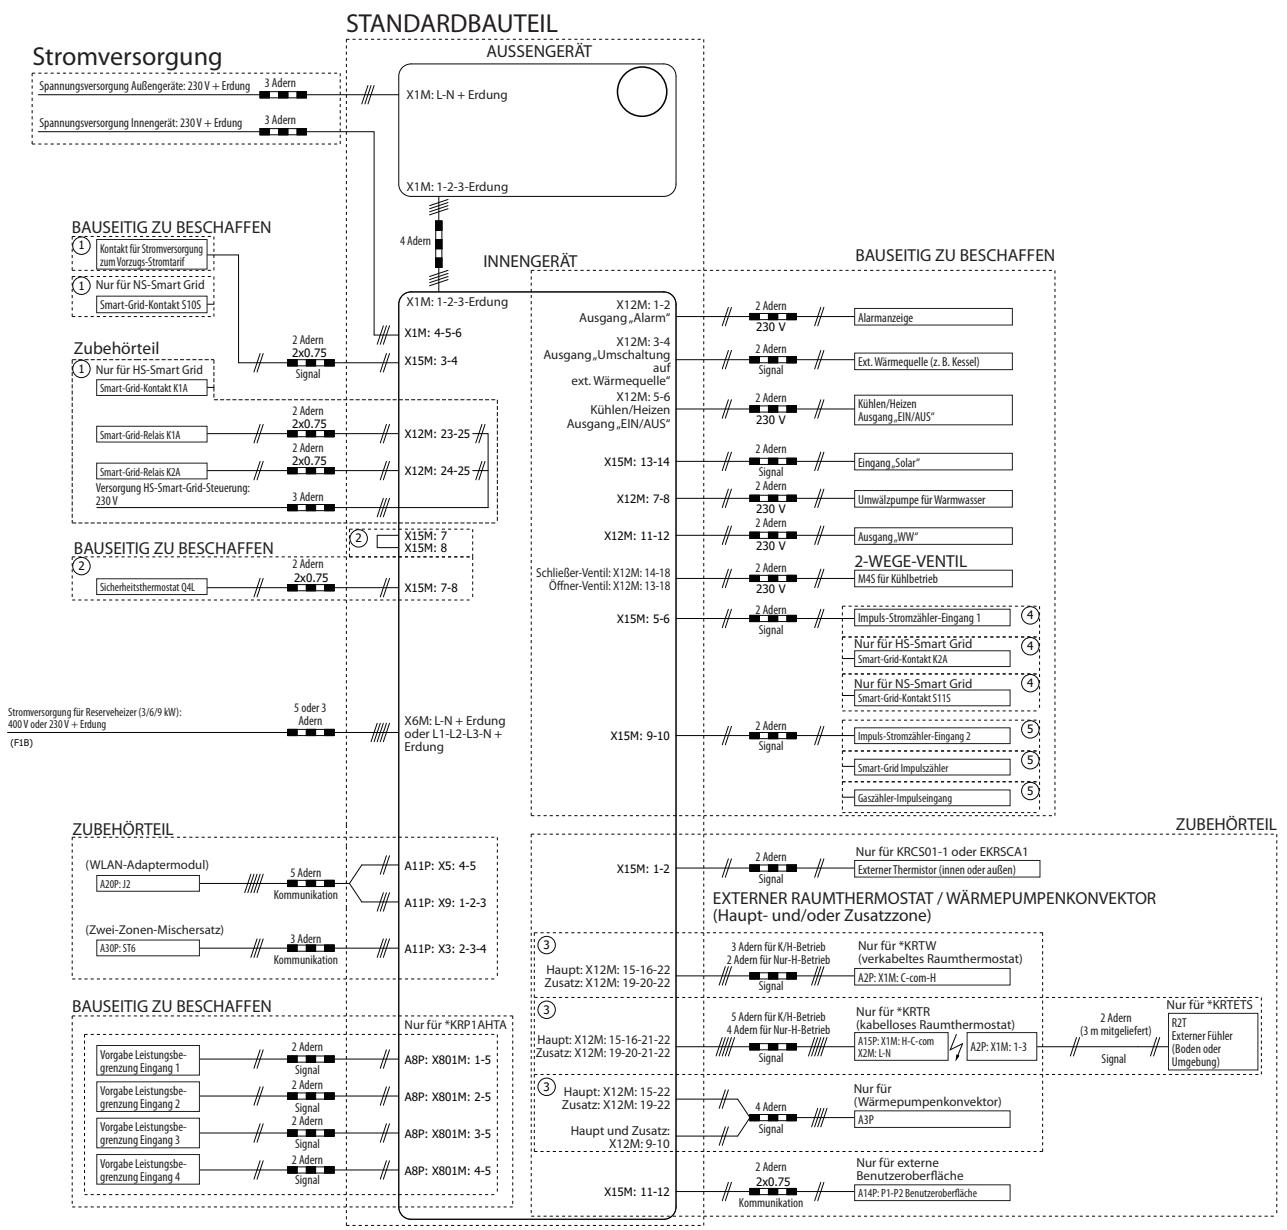 STANDARDBAUTEIL
Stromversorgung
AUSSENGERÄT
Spannungsversorgung Außengeräte: 230 V + Erdung
3 Adern
X1M: L-N + Erdung
Spannungsversorgung Innengerät: 230 V + Erdung
3 Adern
X1M: 1-2-3-Erdung
4 Adern
BAUSEITIG ZU BESCHAFFEN
1
Kontakt für Stromversorgung
zum Vorzugs-Stromtarif
1 Nur für NS-Smart Grid
Smart-Grid-Kontakt S10S
INNENGERÄT
X1M: 1-2-3-Erdung
X1M: 4-5-6
2 Adern
2x0.75
Signal
X15M: 3-4
Zubehörteil
1 Nur für HS-Smart Grid
Smart-Grid-Kontakt K1A
2 Adern
2x0.75
Smart-Grid-Relais K1A
X12M: 23-25
2 Adern
2x0.75
Smart-Grid-Relais K2A
X12M: 24-25
Versorgung HS-Smart-Grid-Steuerung:
230 V
3 Adern
2
X15M: 7
X15M: 8
BAUSEITIG ZU BESCHAFFEN
2
2 Adern
2x0.75
Sicherheitsthermostat Q4L
X15M: 7-8
Stromversorgung für Reserveheizer (3/6/9 kW):
400 V oder 230 V + Erdung
(F1B)
5 oder 3
Adern
X6M: L-N + Erdung
oder L1-L2-L3-N +
Erdung
ZUBEHÖRTEIL
(WLAN-Adaptermodul)
A20P: J2
5 Adern
Kommunikation
A11P: X5: 4-5
A11P: X9: 1-2-3
(Zwei-Zonen-Mischersatz)
A30P: ST6
3 Adern
Kommunikation
A11P: X3: 2-3-4
BAUSEITIG ZU BESCHAFFEN
Nur für *KRP1AHTA
Vorgabe Leistungsbe-
grenzung Eingang 1
2 Adern
Signal
A8P: X801M: 1-5
Vorgabe Leistungsbe-
grenzung Eingang 2
2 Adern
Signal
A8P: X801M: 2-5
Vorgabe Leistungsbe-
grenzung Eingang 3
2 Adern
Signal
A8P: X801M: 3-5
Vorgabe Leistungsbe-
grenzung Eingang 4
2 Adern
Signal
A8P: X801M: 4-5
BAUSEITIG ZU BESCHAFFEN
X12M: 1-2
Ausgang „Alarm“
2 Adern
230 V
Alarmanzeige
X12M: 3-4
Ausgang „Umschaltung
auf
ext. Wärmequelle“
2 Adern
Signal
Ext. Wärmequelle (z. B. Kessel)
X12M: 5-6
Kühlen/Heizen
Ausgang „EIN/AUS“
2 Adern
230 V
Kühlen/Heizen
Ausgang „EIN/AUS“
X15M: 13-14
2 Adern
Signal
Eingang „Solar“
X12M: 7-8
2 Adern
230 V
Umwälzpumpe für Warmwasser
X12M: 11-12
2 Adern
230 V
Ausgang „WW“
2-WEGE-VENTIL
Schließer-Ventil: X12M: 14-18
Öffner-Ventil: X12M: 13-18
2 Adern
230 V
M4S für Kühlbetrieb
X15M: 5-6
2 Adern
Signal
Impuls-Stromzähler-Eingang 1
4
Nur für HS-Smart Grid
4
Smart-Grid-Kontakt K2A
Nur für NS-Smart Grid
4
Smart-Grid-Kontakt S11S
X15M: 9-10
2 Adern
Signal
Impuls-Stromzähler-Eingang 2
5
Smart-Grid Impulszähler
5
Gaszähler-Impulseingang
5
ZUBEHÖRTEIL
X15M: 1-2
2 Adern
Signal
Nur für KRCS01-1 oder EKRSCA1
Externer Thermistor (innen oder außen)
EXTERNER RAUMTHERMOSTAT / WÄRMEPUMPENKONVEKTOR
(Haupt- und/oder Zusatzzone)
3
Haupt: X12M: 15-16-22
Zusatz: X12M: 19-20-22
3 Adern für K/H-Betrieb
2 Adern für Nur-H-Betrieb
Signal
Nur für *KRTW
(verkabeltes Raumthermostat)
A2P: X1M: C-com-H
3
Haupt: X12M: 15-16-21-22
Zusatz: X12M: 19-20-21-22
5 Adern für K/H-Betrieb
4 Adern für Nur-H-Betrieb
Signal
Nur für *KRTR
(kabelloses Raumthermostat)
A15P: X1M: H-C-com
X2M: L-N
A2P: X1M: 1-3
2 Adern
(3 m mitgeliefert)
Signal
Nur für *KRTETS
R2T
Externer Fühler
(Boden oder
Umgebung)
3
Haupt: X12M: 15-22
Zusatz: X12M: 19-22
Haupt und Zusatz:
X12M: 9-10
4 Adern
Signal
Nur für
(Wärmepumpenkonvektor)
A3P
X15M: 11-12
2 Adern
2x0.75
Kommunikation
Nur für externe
Benutzeroberfläche
A14P: P1-P2 Benutzeroberfläche